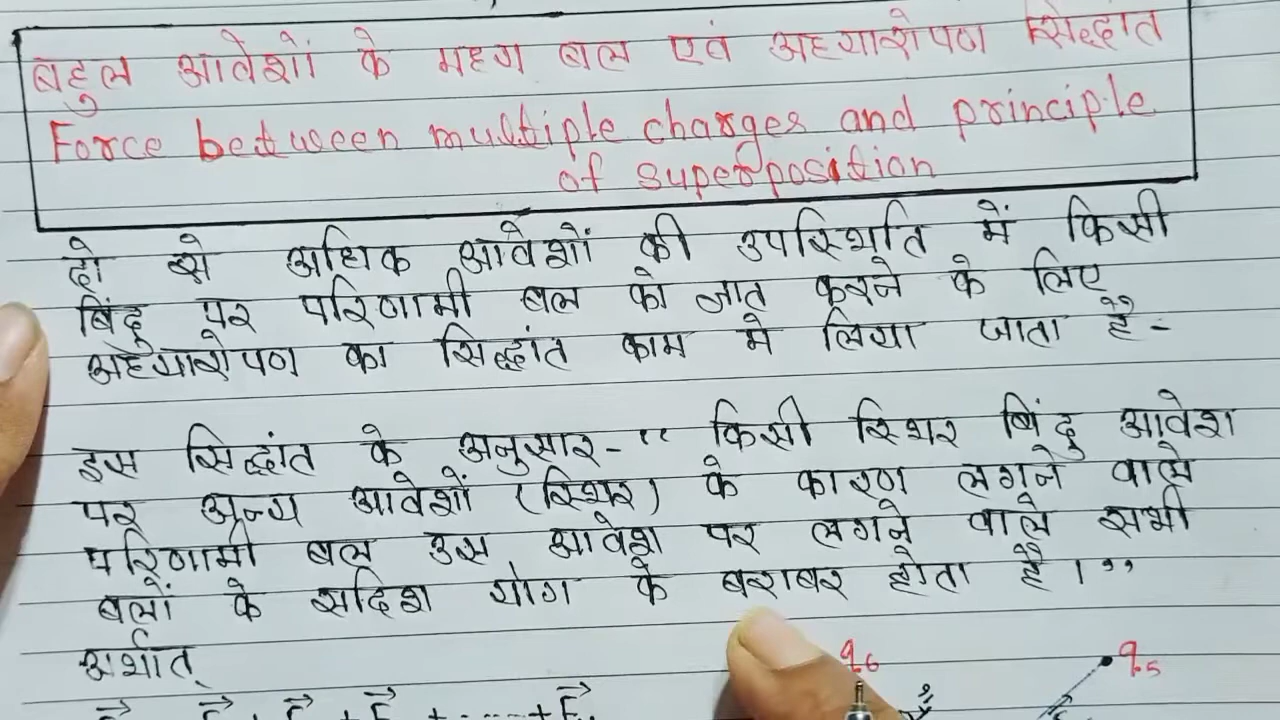 बहुल आवेशों के मध्य बल एवं अध्यारोपण सिद्धांत
Force between multiple charges and principle
of superposition
दो से अधिक आवेशों की उपस्थिति में किसी
बिंदु पर परिणामी बल को ज्ञात करने के लिए
अध्यारोपण का सिद्धांत काम मे लिया जाता है -
इस सिद्धांत के अनुसार- “ किसी स्थिर बिंदु आवेश
पर अन्य आवेशों (स्थिर) के कारण लगने वाले
परिणामी बल उस आवेश पर लगने वाले सभी
बलों के सदिश योग के बराबर होता है।”
अर्थात्
q₆ q₅